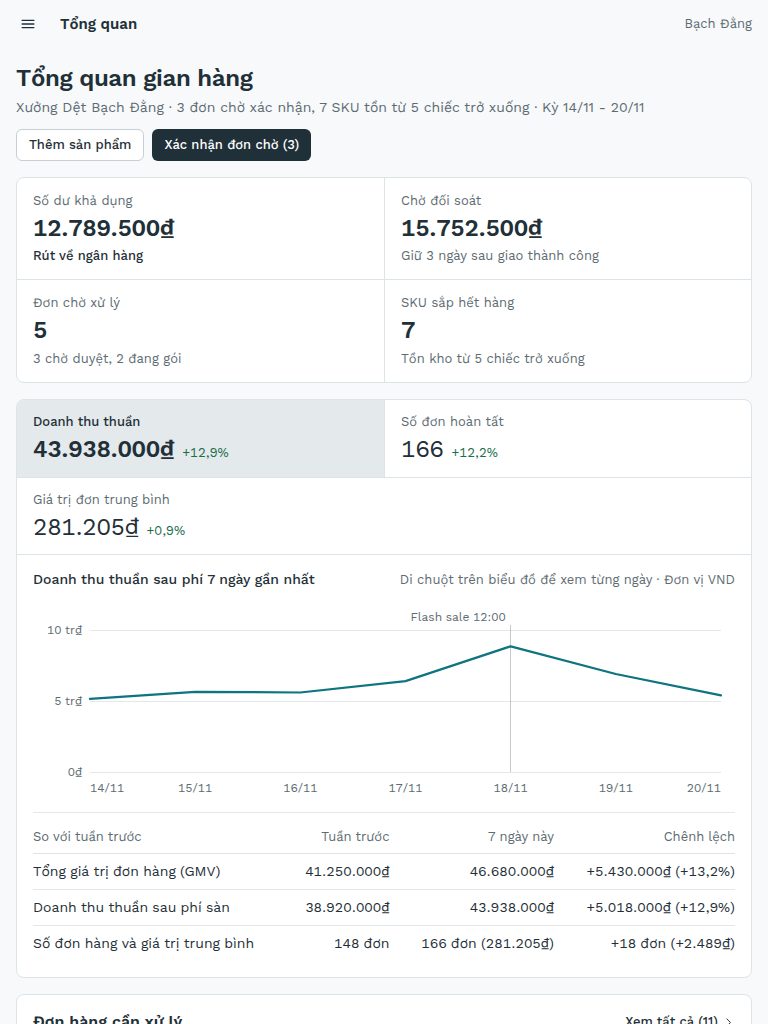 Tổng quan
Bạch Đằng
Tổng quan gian hàng
Xưởng Dệt Bạch Đằng · 3 đơn chờ xác nhận, 7 SKU tồn từ 5 chiếc trở xuống · Kỳ 14/11 - 20/11
Thêm sản phẩm
Xác nhận đơn chờ (3)
Số dư khả dụng
12.789.500₫
Rút về ngân hàng
Chờ đối soát
15.752.500₫
Giữ 3 ngày sau giao thành công
Đơn chờ xử lý
5
3 chờ duyệt, 2 đang gói
SKU sắp hết hàng
7
Tồn kho từ 5 chiếc trở xuống
Doanh thu thuần
43.938.000₫ +12,9%
Số đơn hoàn tất
166 +12,2%
Giá trị đơn trung bình
281.205₫ +0,9%
Doanh thu thuần sau phí 7 ngày gần nhất
Di chuột trên biểu đồ để xem từng ngày · Đơn vị VND
Flash sale 12:00
10 tr₫
5 tr₫
0₫
14/11 15/11 16/11 17/11 18/11 19/11 20/11
So với tuần trước Tuần trước 7 ngày này Chênh lệch
Tổng giá trị đơn hàng (GMV) 41.250.000₫ 46.680.000₫ +5.430.000₫ (+13,2%)
Doanh thu thuần sau phí sàn 38.920.000₫ 43.938.000₫ +5.018.000₫ (+12,9%)
Số đơn hàng và giá trị trung bình 148 đơn 166 đơn (281.205₫) +18 đơn (+2.489₫)
Đơn hàng cần xử lý
Xem tất cả (11)